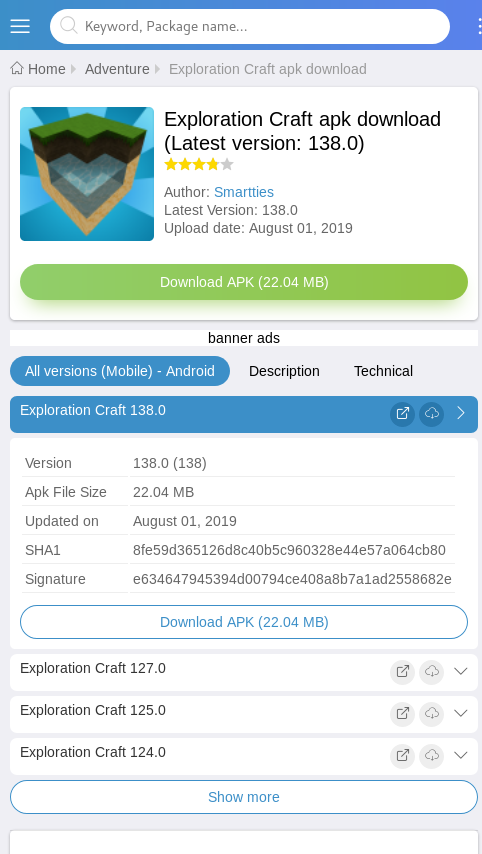 Keyword, Package name...
Home Adventure Exploration Craft apk download
Exploration Craft apk download
(Latest version: 138.0)
Author: Smartties
Latest Version: 138.0
Upload date: August 01, 2019
Download APK (22.04 MB)
banner ads
All versions (Mobile) - Android Description Technical
Exploration Craft 138.0
Version 138.0 (138)
Apk File Size 22.04 MB
Updated on August 01, 2019
SHA1 8fe59d365126d8c40b5c960328e44e57a064cb80
Signature e634647945394d00794ce408a8b7a1ad2558682e
Download APK (22.04 MB)
Exploration Craft 127.0
Exploration Craft 125.0
Exploration Craft 124.0
Show more